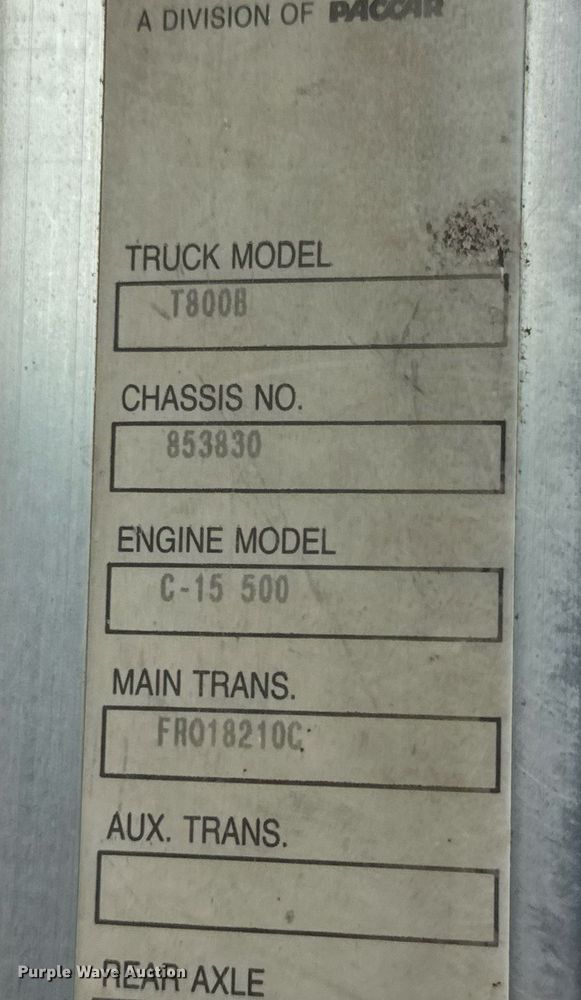 A DIVISION OF PACCAR
TRUCK MODEL
T800B
CHASSIS NO.
853830
ENGINE MODEL
C-15 500
MAIN TRANS.
FRO18210C
AUX. TRANS.
REAR AXLE
Purple Wave Auction